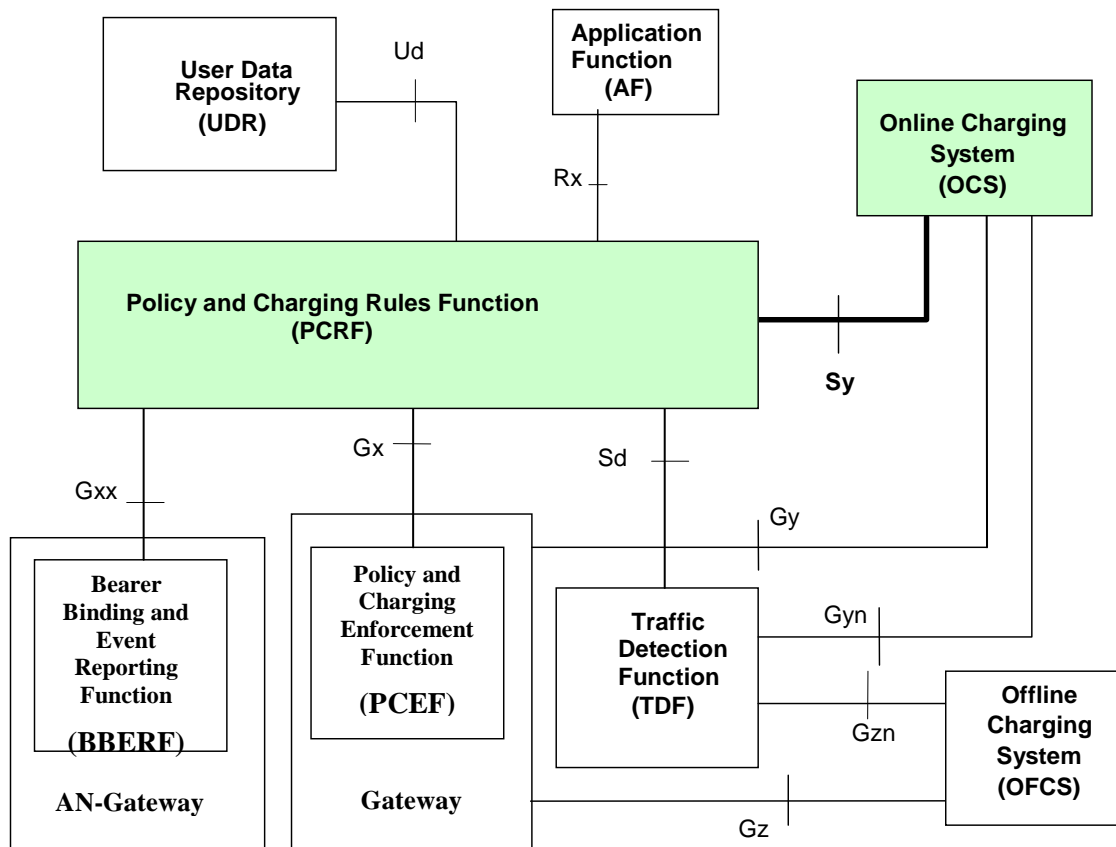 Ud
User Data
Repository
(UDR)
Application
Function
(AF)
Online Charging
System
(OCS)
Rx
Policy and Charging Rules Function
(PCRF)
Sy
Gxx
Gx
Sd
Gy
Bearer
Binding and
Event
Reporting
Function
(BBERF)
AN-Gateway
Policy and
Charging
Enforcement
Function
(PCEF)
Gateway
Traffic
Detection
Function
(TDF)
Gyn
Gzn
Gz
Offline
Charging
System
(OFCS)